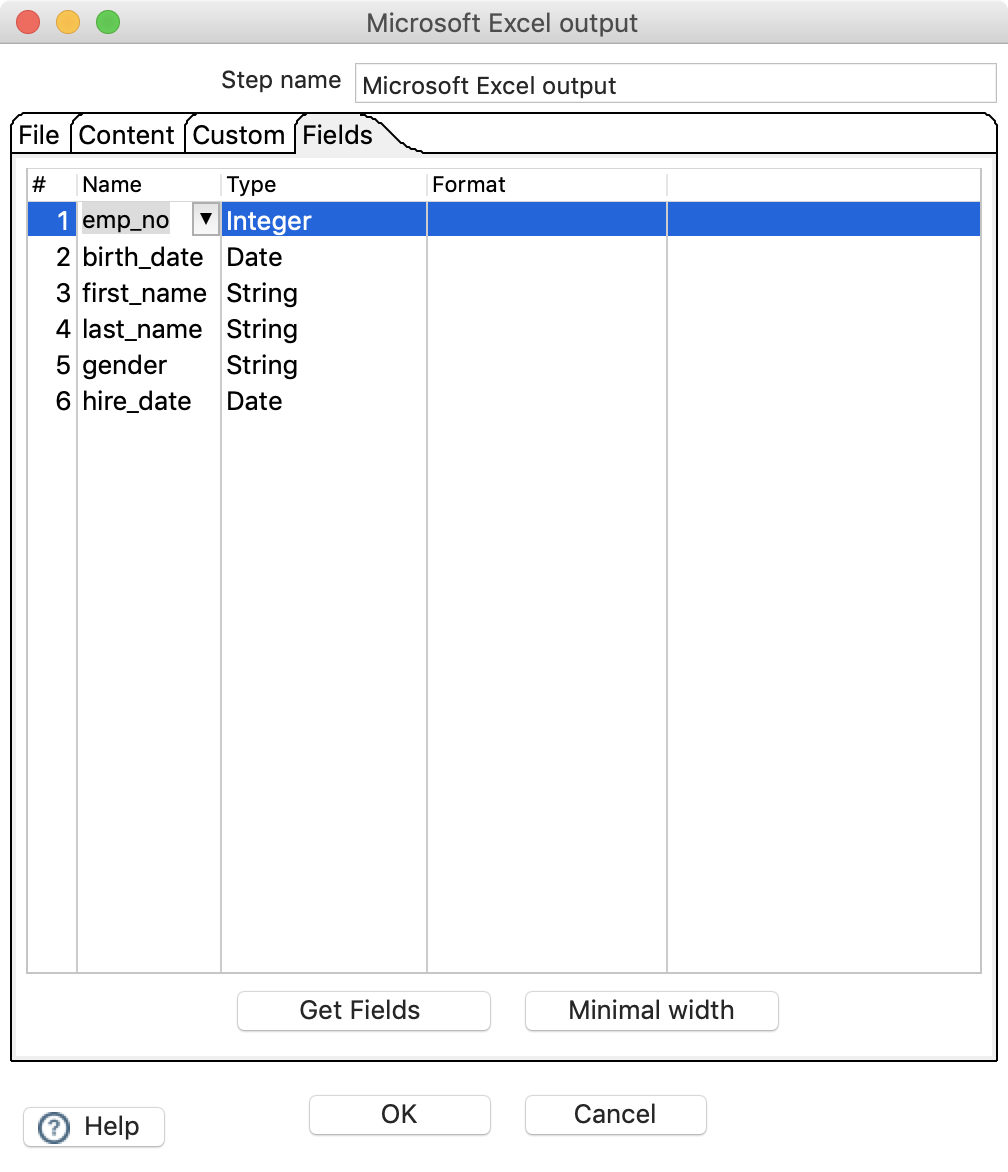 Microsoft Excel output
Step name Microsoft Excel output
File Content Custom Fields
# Name Type Format
1 emp_no ▼ Integer
2 birth_date Date
3 first_name String
4 last_name String
5 gender String
6 hire_date Date
Get Fields Minimal width
? Help OK Cancel